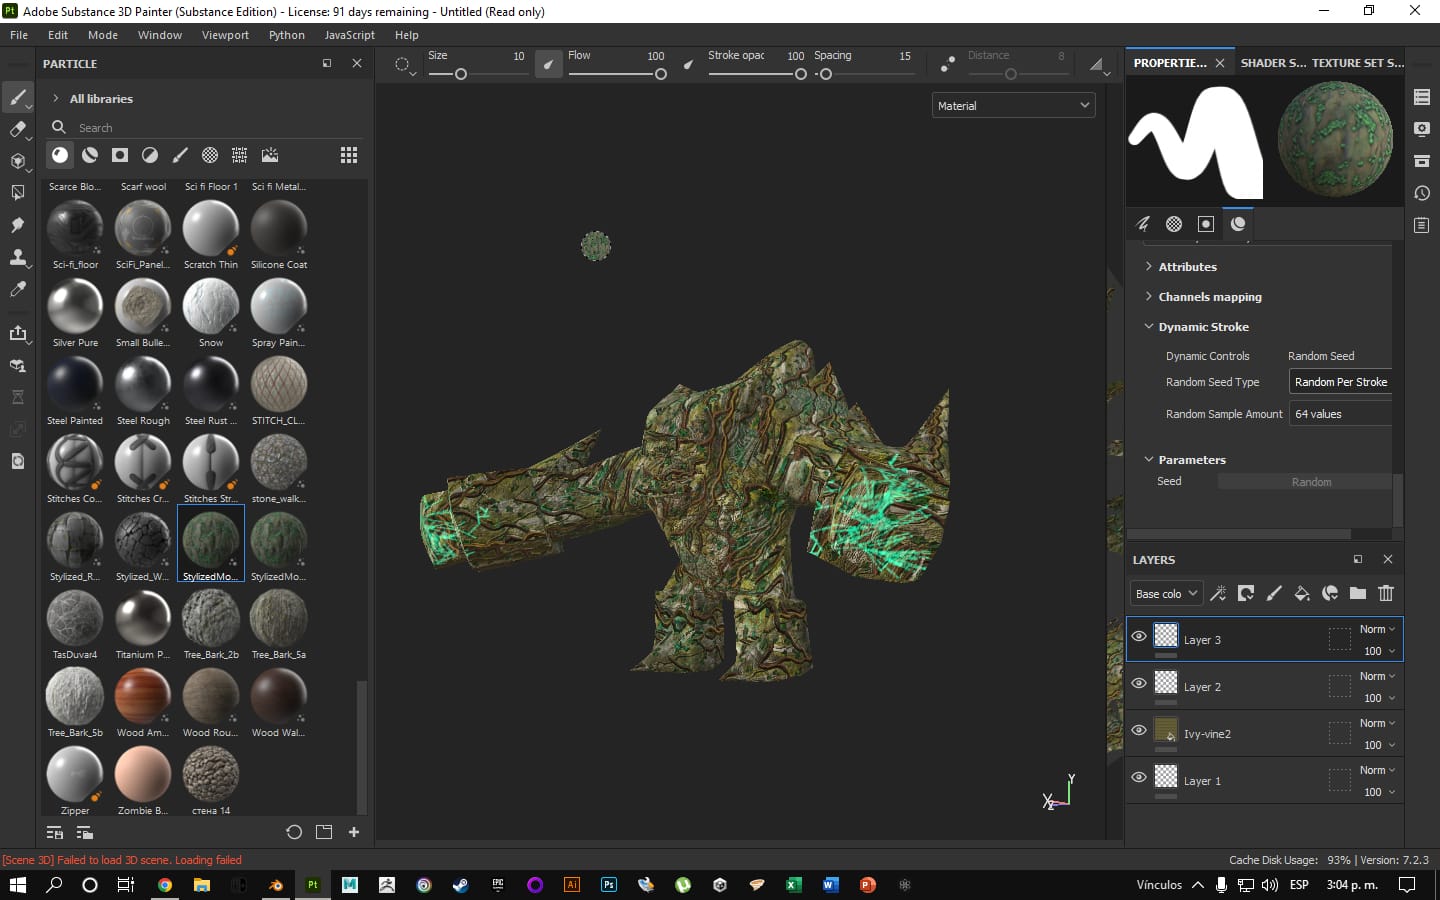 Pt Adobe Substance 3D Painter (Substance Edition) - License: 91 days remaining - Untitled (Read only)
File Edit Mode Window Viewport Python JavaScript Help
PARTICLE
Size 10 Flow 100 Stroke opac 100 Spacing 15 Distance 8
PROPERTIE... SHADER S... TEXTURE SET S...
All libraries
Material
Search
Scarce Blo... Scarf wool Sci fi Floor 1 Sci fi Metal...
Sci-fi_floor SciFi_Panel... Scratch Thin Silicone Coat
Silver Pure Small Bulle... Snow Spray Pain...
Steel Painted Steel Rough Steel Rust ... STITCH_CL...
Stitches Co... Stitches Cr... Stitches Str... stone_walk...
Stylized_R... Stylized_W... StylizedMo... StylizedMo...
TasDuvar4 Titanium P... Tree_Bark_2b Tree_Bark_5a
Tree_Bark_5b Wood Am... Wood Rou... Wood Wal...
Zipper Zombie B... стена 14
Attributes
Channels mapping
Dynamic Stroke
Dynamic Controls Random Seed
Random Seed Type Random Per Stroke
Random Sample Amount 64 values
Parameters
Seed Random
LAYERS
Base colo
Layer 3 Norm 100
Layer 2 Norm 100
Ivy-vine2 Norm 100
Layer 1 Norm 100
Y
X
Z
[Scene 3D] Failed to load 3D scene. Loading failed
Cache Disk Usage: 93% | Version: 7.2.3
Pt M EPIC GAMES Ai Ps X W P
Vínculos ESP 3:04 p. m.